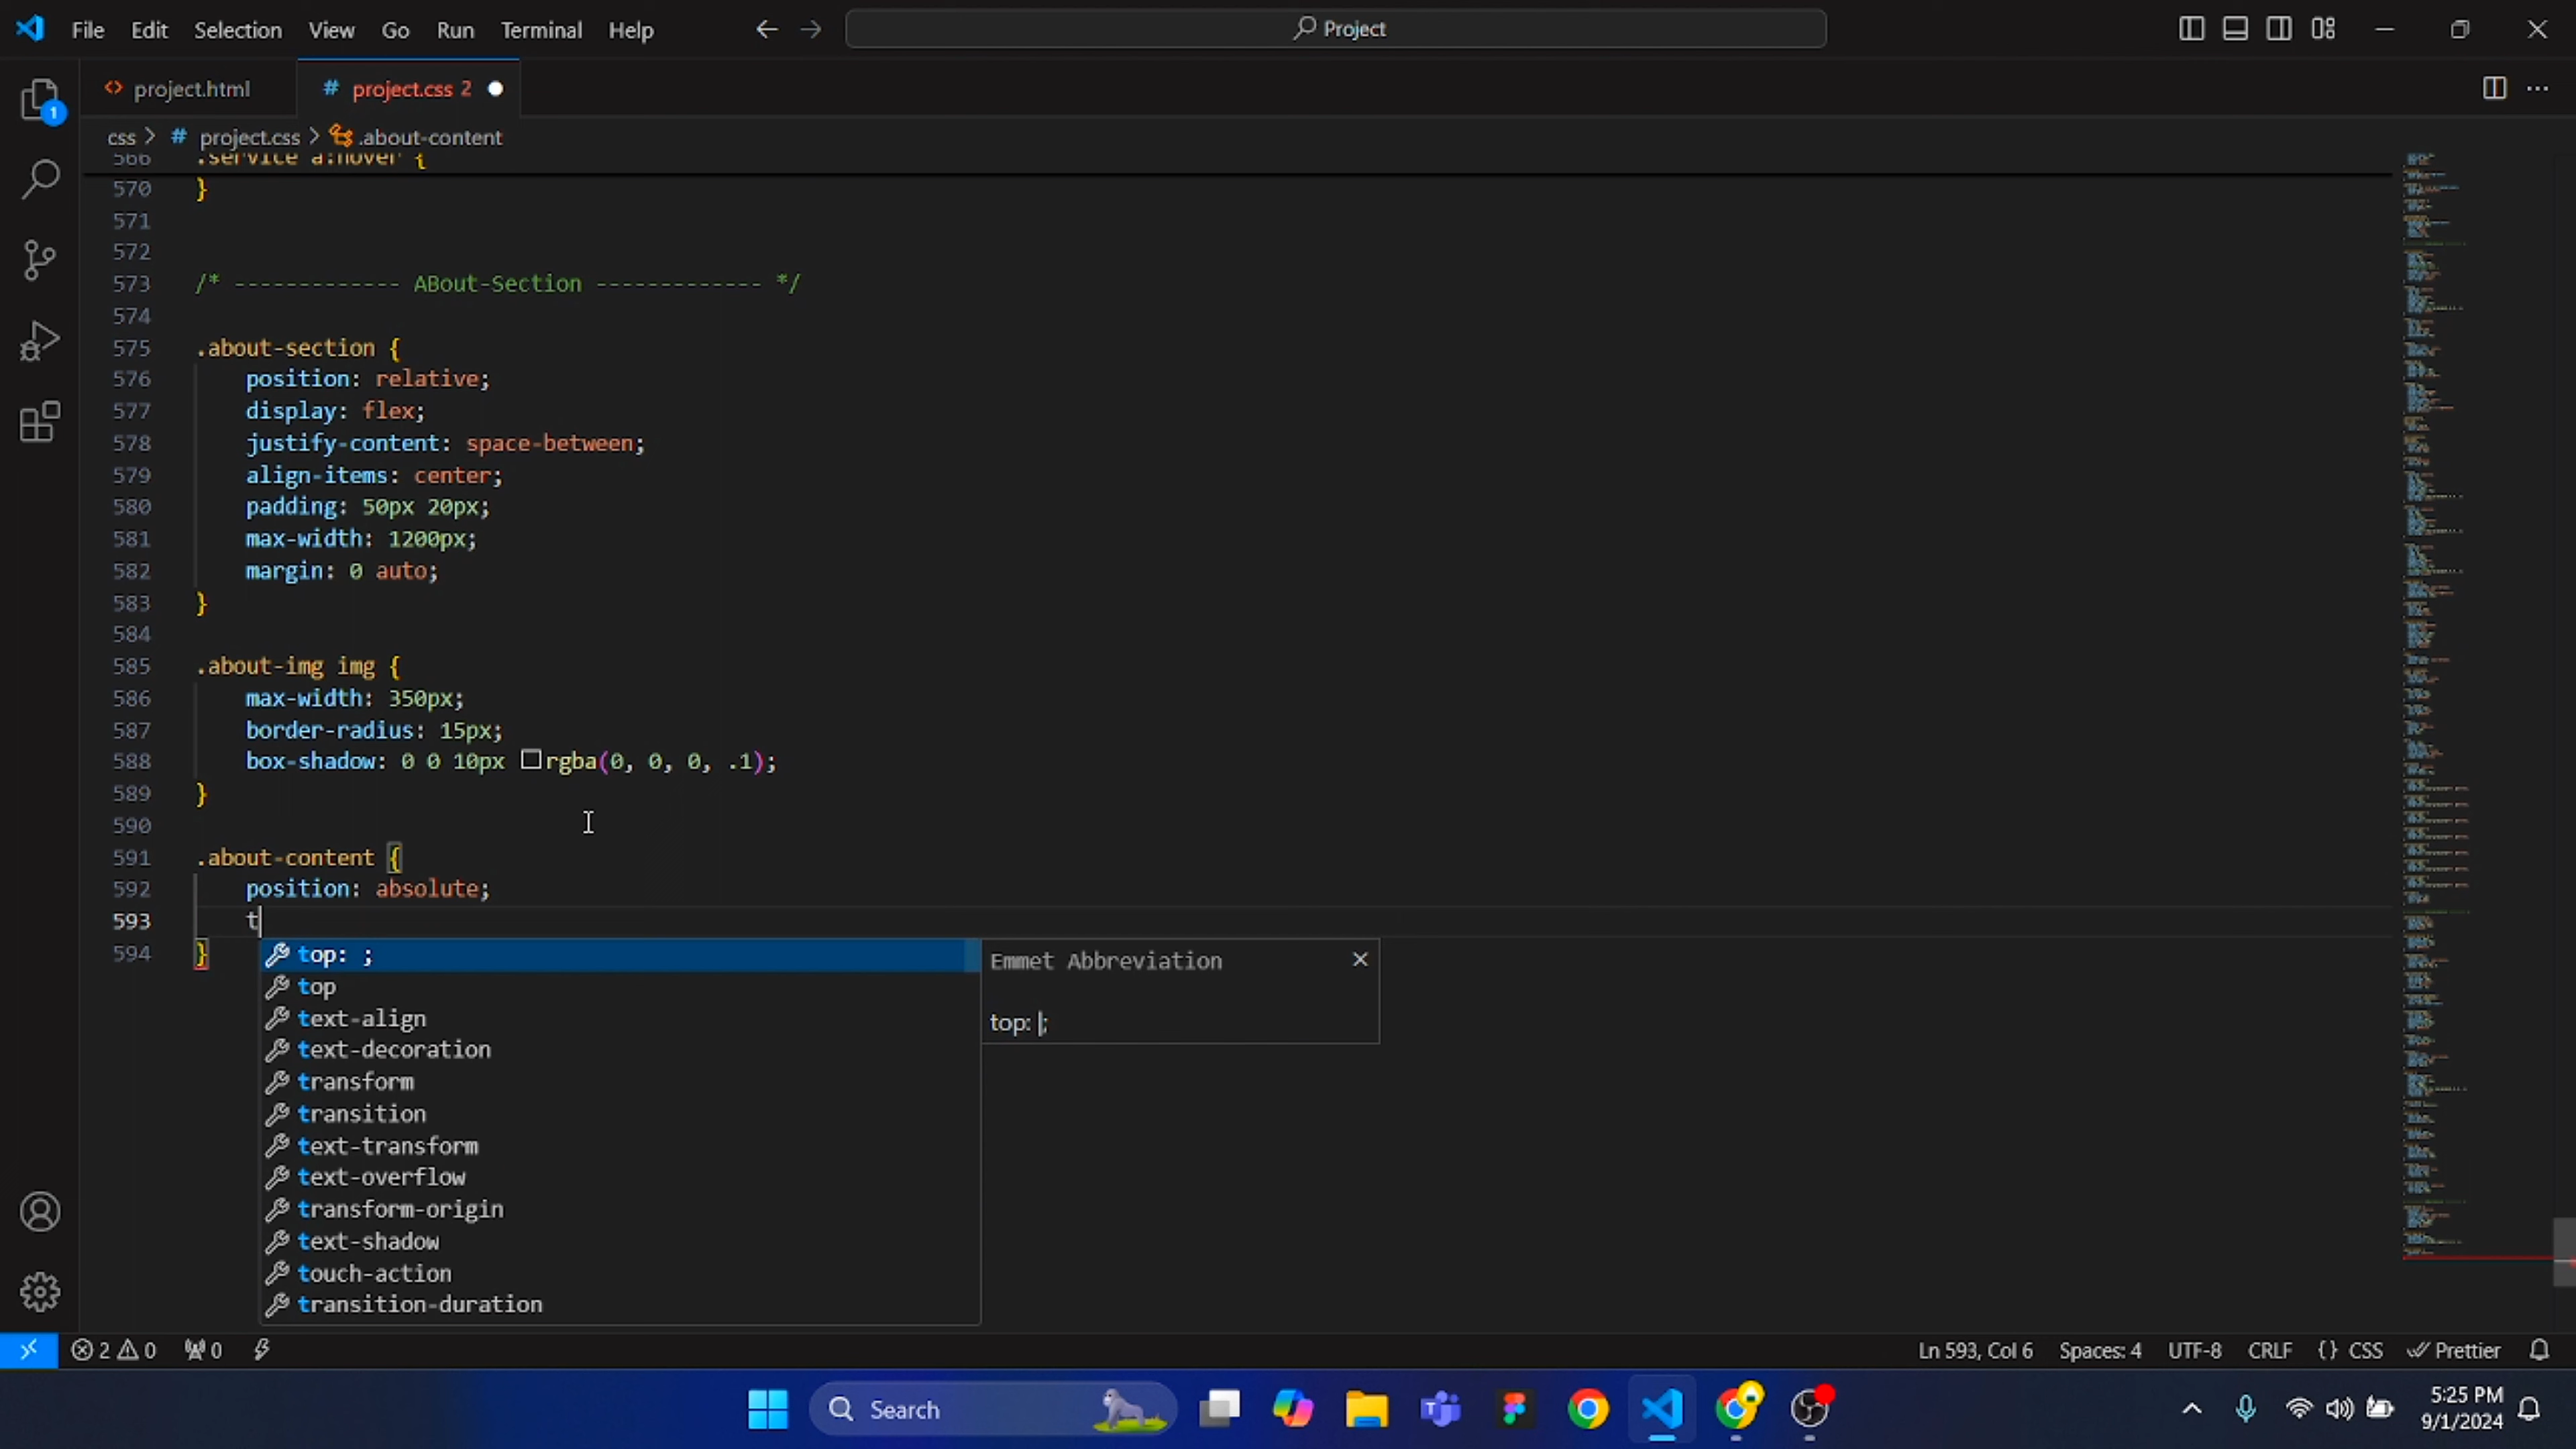 File Edit Selection View Go Run Terminal Help
Project
project.html
# project.css 2
css > # project.css > .about-content
1
566 .service a:hover {
570 }
571
572
573 /* ------------- ABout-Section ------------- */
574
575 .about-section {
576 position: relative;
577 display: flex;
578 justify-content: space-between;
579 align-items: center;
580 padding: 50px 20px;
581 max-width: 1200px;
582 margin: 0 auto;
583 }
584
585 .about-img img {
586 max-width: 350px;
587 border-radius: 15px;
588 box-shadow: 0 0 10px rgba(0, 0, 0, .1);
589 }
590
591 .about-content {
592 position: absolute;
593 t
594 }
top: ;
top
text-align
text-decoration
transform
transition
text-transform
text-overflow
transform-origin
text-shadow
touch-action
transition-duration
Emmet Abbreviation
top: |;
2 0 0
Ln 593, Col 6 Spaces: 4 UTF-8 CRLF {} CSS Prettier
Search
5:25 PM
9/1/2024